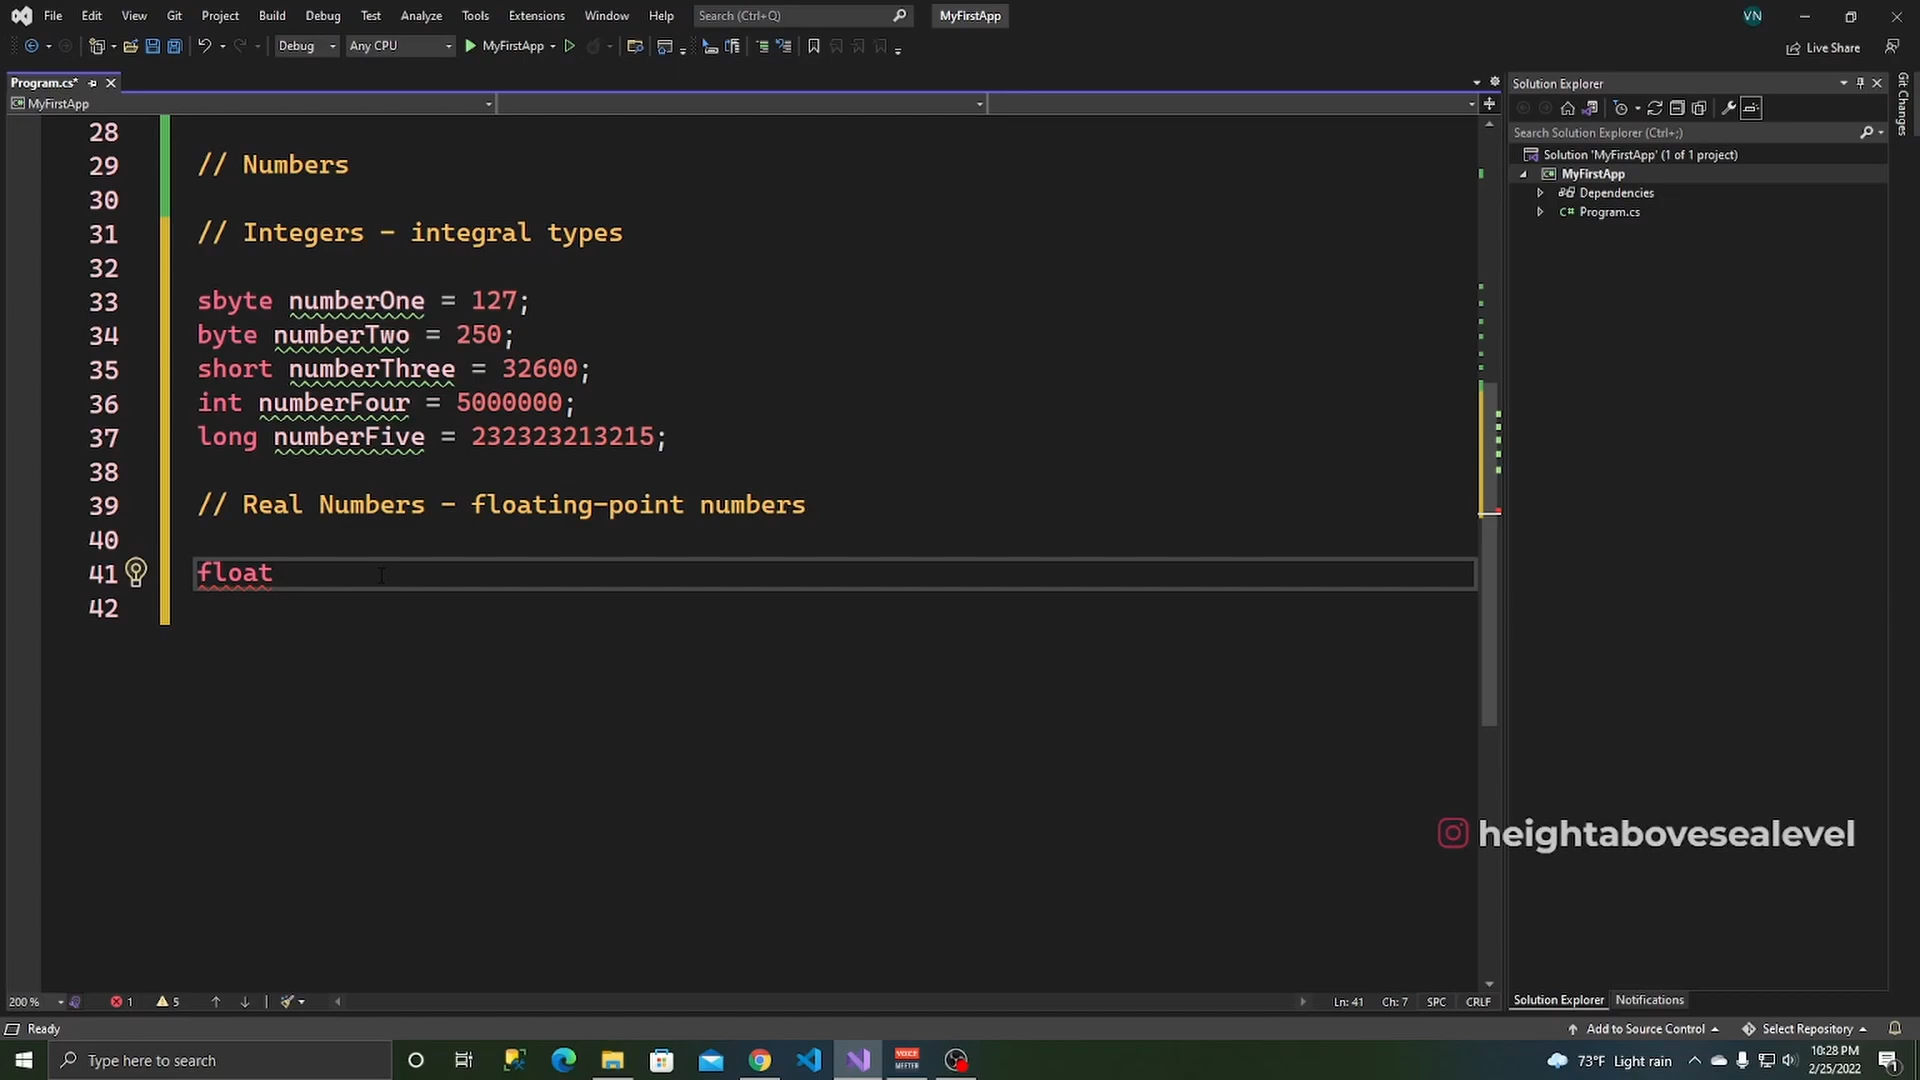 File Edit View Git Project Build Debug Test Analyze Tools Extensions Window Help Search (Ctrl+Q) MyFirstApp VN
Debug Any CPU MyFirstApp Live Share
Program.cs* Solution Explorer
MyFirstApp
Git Changes
Search Solution Explorer (Ctrl+;)
Solution 'MyFirstApp' (1 of 1 project)
MyFirstApp
Dependencies
C# Program.cs
28
29 // Numbers
30
31 // Integers - integral types
32
33 sbyte numberOne = 127;
34 byte numberTwo = 250;
35 short numberThree = 32600;
36 int numberFour = 5000000;
37 long numberFive = 232323213215;
38
39 // Real Numbers - floating-point numbers
40
41 float
42
heightabovesealevel
200 % 1 5 Ln: 41 Ch: 7 SPC CRLF
Solution Explorer Notifications
Ready Add to Source Control Select Repository
Type here to search VOICE MEETER 73°F Light rain 10:28 PM
2/25/2022 1